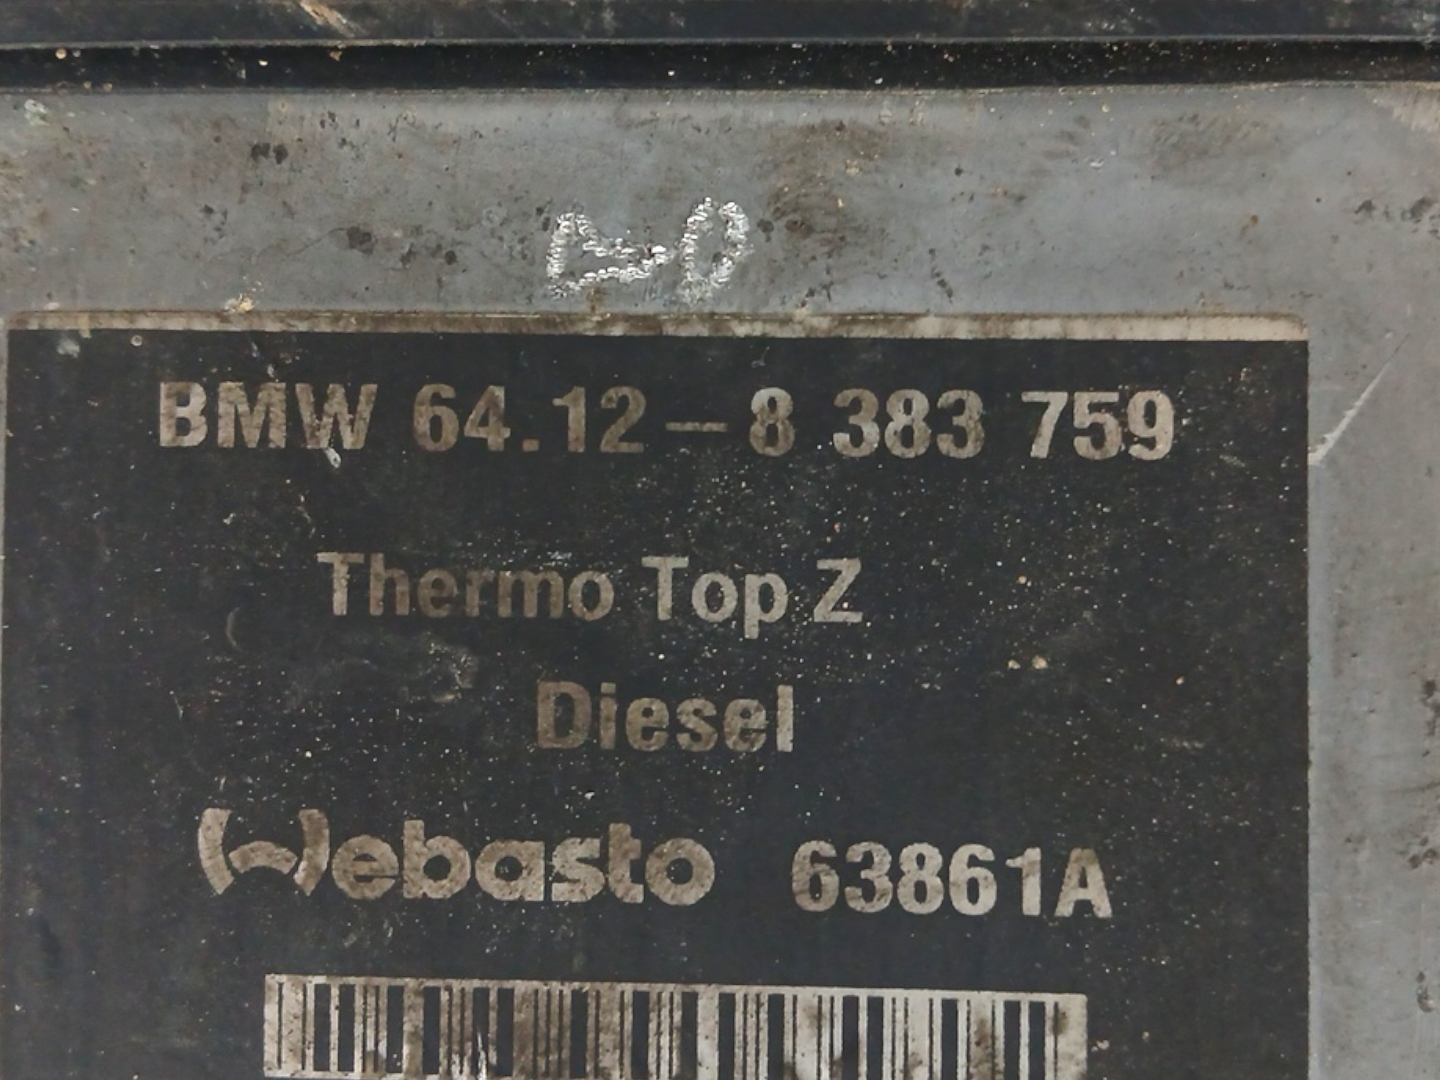 BMW 64.12-8 383 759
Thermo Top Z
Diesel
Webasto 63861A